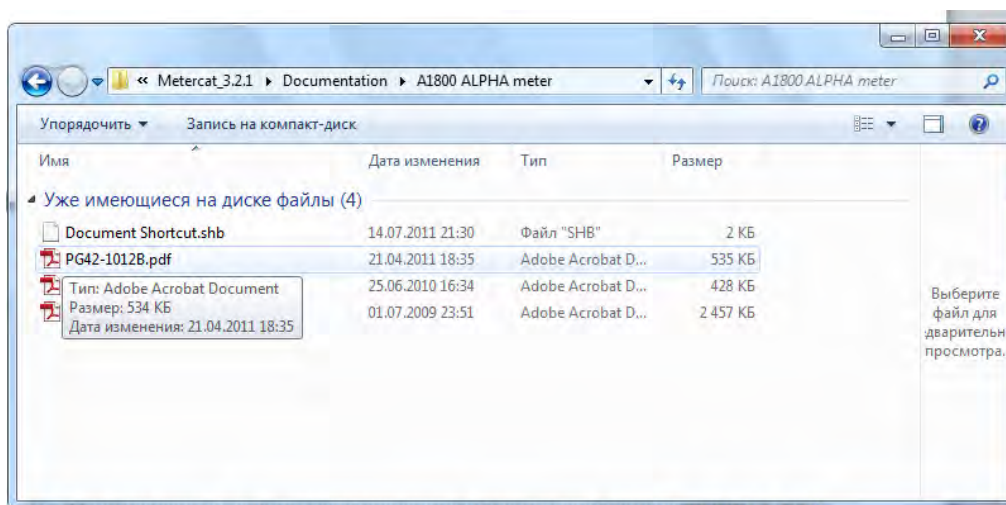 « Metercat_3.2.1 ▸ Documentation ▸ A1800 ALPHA meter
Поиск: A1800 ALPHA meter
Упорядочить
Запись на компакт-диск
Имя Дата изменения Тип Размер
Уже имеющиеся на диске файлы (4)
Document Shortcut.shb 14.07.2011 21:30 Файл "SHB" 2 КБ
PG42-1012B.pdf 21.04.2011 18:35 Adobe Acrobat D... 535 КБ
25.06.2010 16:34 Adobe Acrobat D... 428 КБ
01.07.2009 23:51 Adobe Acrobat D... 2 457 КБ
Тип: Adobe Acrobat Document
Размер: 534 КБ
Дата изменения: 21.04.2011 18:35
Выберите
файл для
дварительн
просмотра.